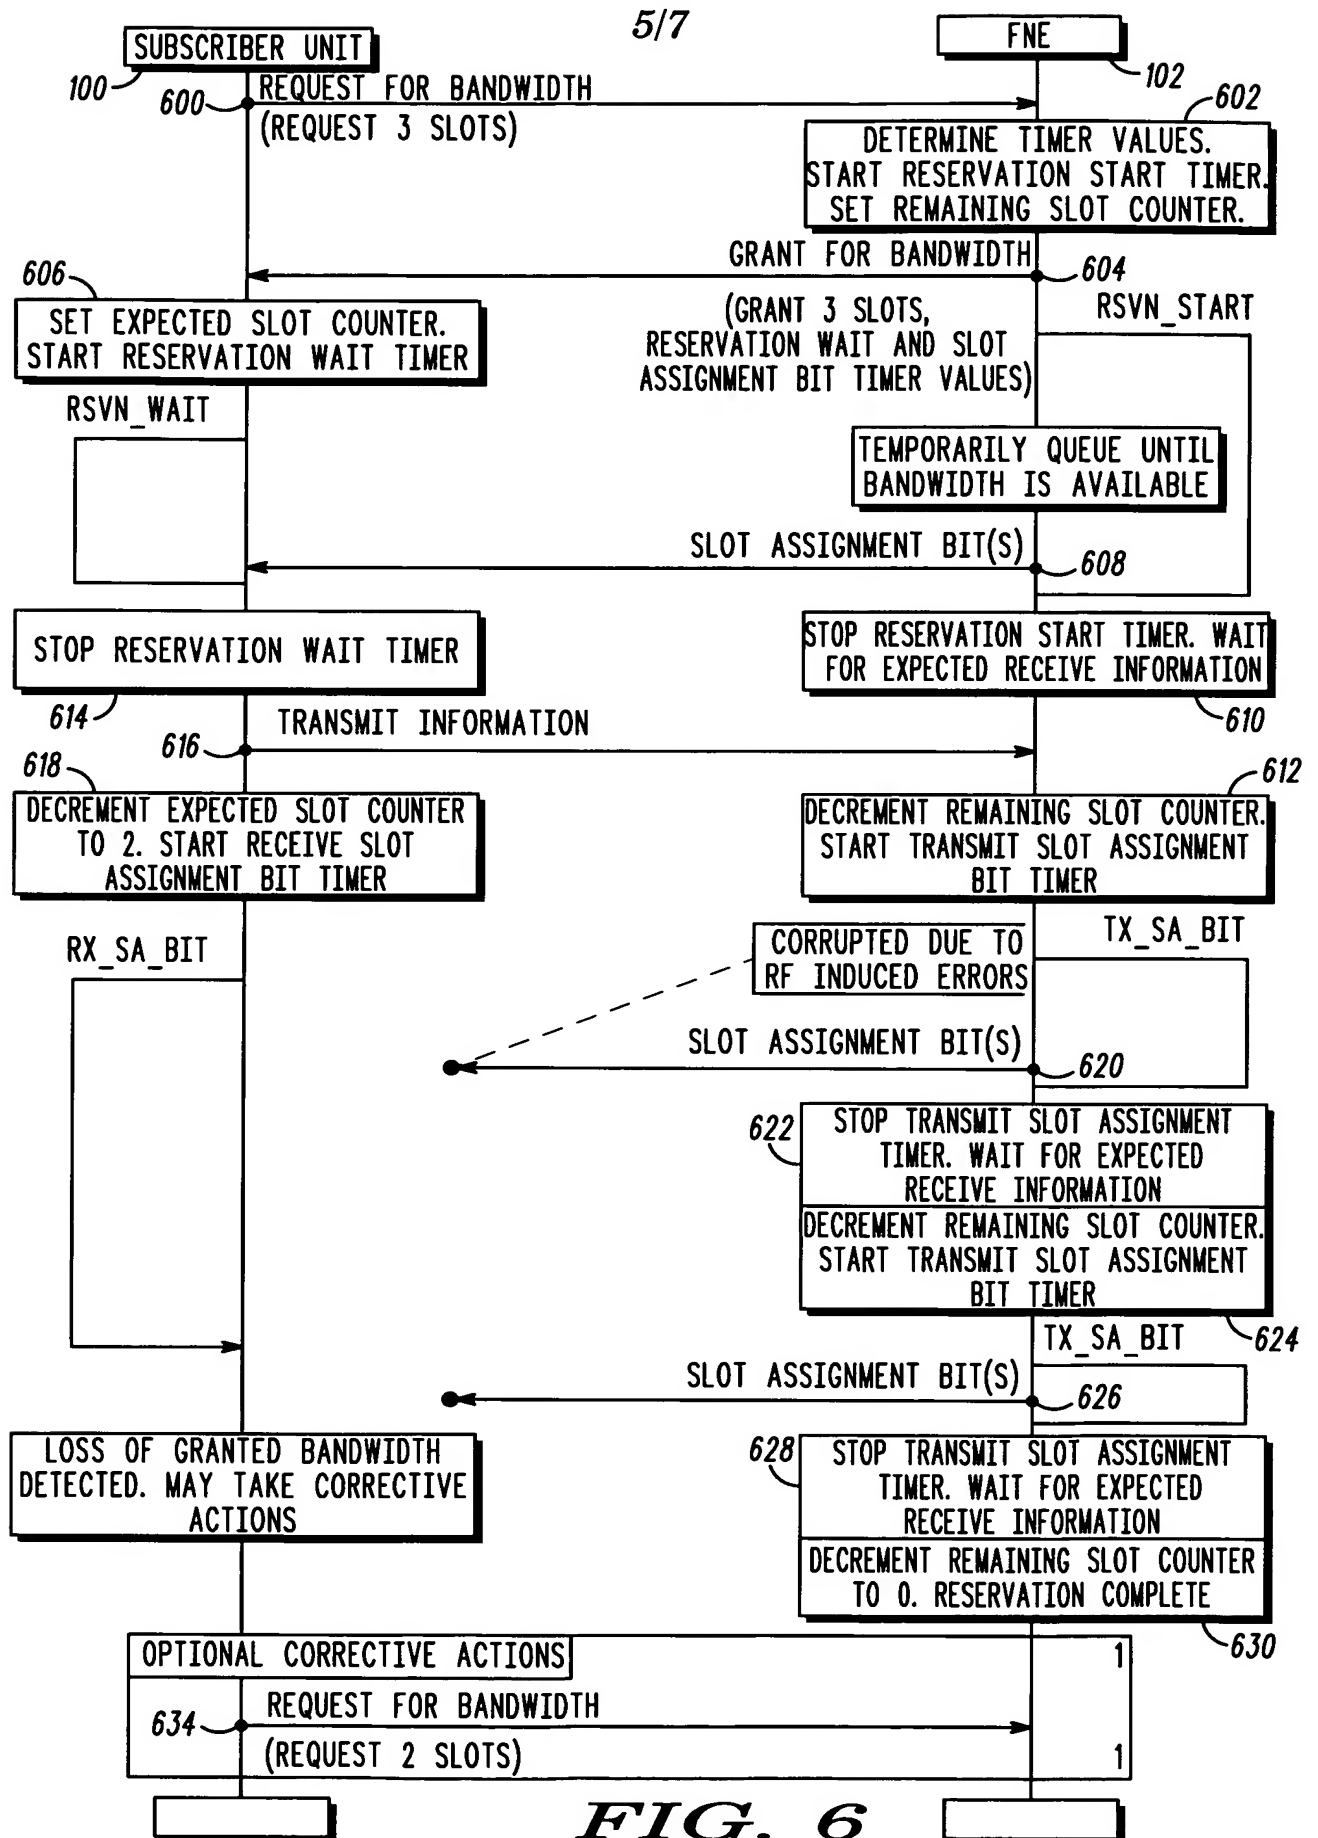 5/7
SUBSCRIBER UNIT
FNE
100
102
600
REQUEST FOR BANDWIDTH
(REQUEST 3 SLOTS)
602
DETERMINE TIMER VALUES.
START RESERVATION START TIMER.
SET REMAINING SLOT COUNTER.
GRANT FOR BANDWIDTH
604
606
SET EXPECTED SLOT COUNTER.
START RESERVATION WAIT TIMER
(GRANT 3 SLOTS,
RESERVATION WAIT AND SLOT
ASSIGNMENT BIT TIMER VALUES)
RSVN_START
RSVN_WAIT
TEMPORARILY QUEUE UNTIL
BANDWIDTH IS AVAILABLE
SLOT ASSIGNMENT BIT(S)
608
STOP RESERVATION WAIT TIMER
614
STOP RESERVATION START TIMER. WAIT
FOR EXPECTED RECEIVE INFORMATION
610
TRANSMIT INFORMATION
616
618
DECREMENT EXPECTED SLOT COUNTER
TO 2. START RECEIVE SLOT
ASSIGNMENT BIT TIMER
612
DECREMENT REMAINING SLOT COUNTER.
START TRANSMIT SLOT ASSIGNMENT
BIT TIMER
RX_SA_BIT
CORRUPTED DUE TO
RF INDUCED ERRORS
TX_SA_BIT
SLOT ASSIGNMENT BIT(S)
620
622
STOP TRANSMIT SLOT ASSIGNMENT
TIMER. WAIT FOR EXPECTED
RECEIVE INFORMATION
DECREMENT REMAINING SLOT COUNTER.
START TRANSMIT SLOT ASSIGNMENT
BIT TIMER
624
TX_SA_BIT
SLOT ASSIGNMENT BIT(S)
626
LOSS OF GRANTED BANDWIDTH
DETECTED. MAY TAKE CORRECTIVE
ACTIONS
628
STOP TRANSMIT SLOT ASSIGNMENT
TIMER. WAIT FOR EXPECTED
RECEIVE INFORMATION
DECREMENT REMAINING SLOT COUNTER
TO 0. RESERVATION COMPLETE
630
OPTIONAL CORRECTIVE ACTIONS
1
634
REQUEST FOR BANDWIDTH
(REQUEST 2 SLOTS)
1
FIG. 6